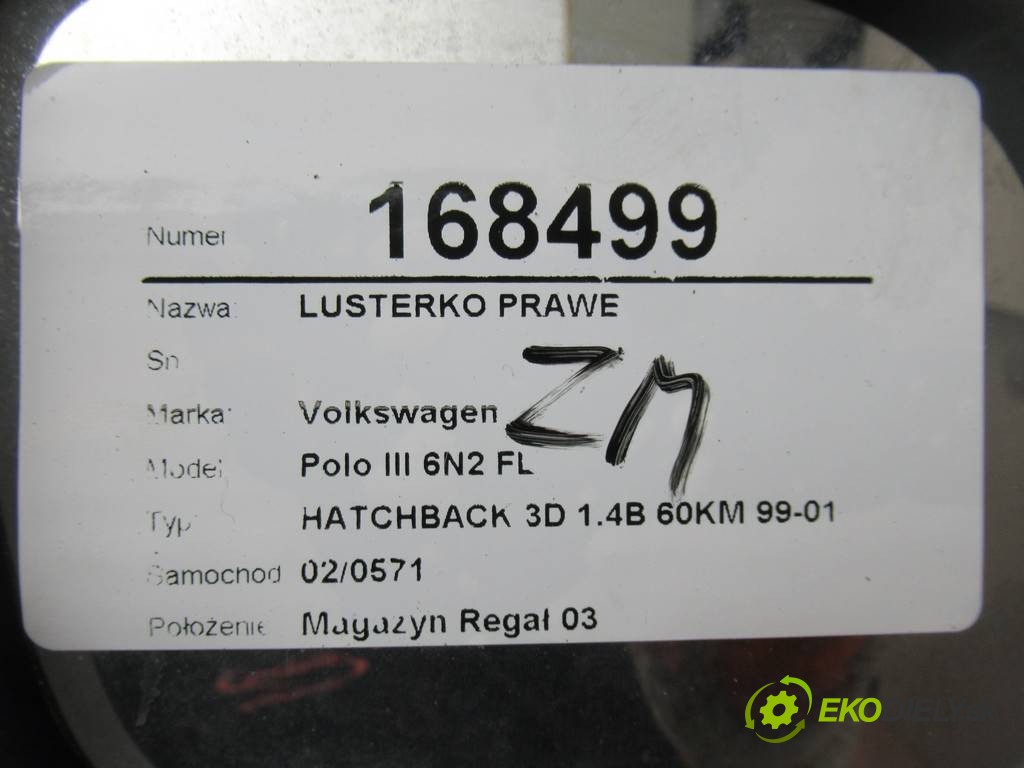 Numer 168499
Nazwa: LUSTERKO PRAWE
Sn
ZM
Marka: Volkswagen
Model: Polo III 6N2 FL
Typ: HATCHBACK 3D 1.4B 60KM 99-01
Samochod 02/0571
Położenie Magazyn Regał 03
EKO